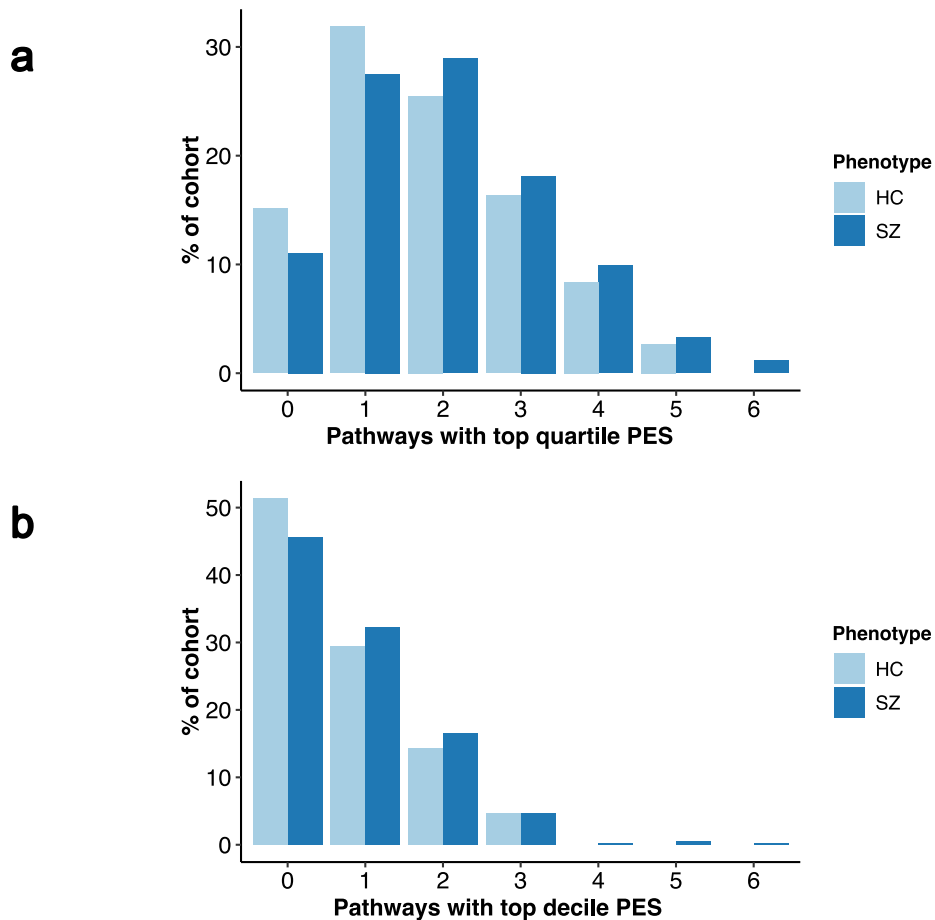 a
% of cohort
30
20
10
0
0 1 2 3 4 5 6
Pathways with top quartile PES
Phenotype
HC
SZ
b
% of cohort
50
40
30
20
10
0
0 1 2 3 4 5 6
Pathways with top decile PES
Phenotype
HC
SZ